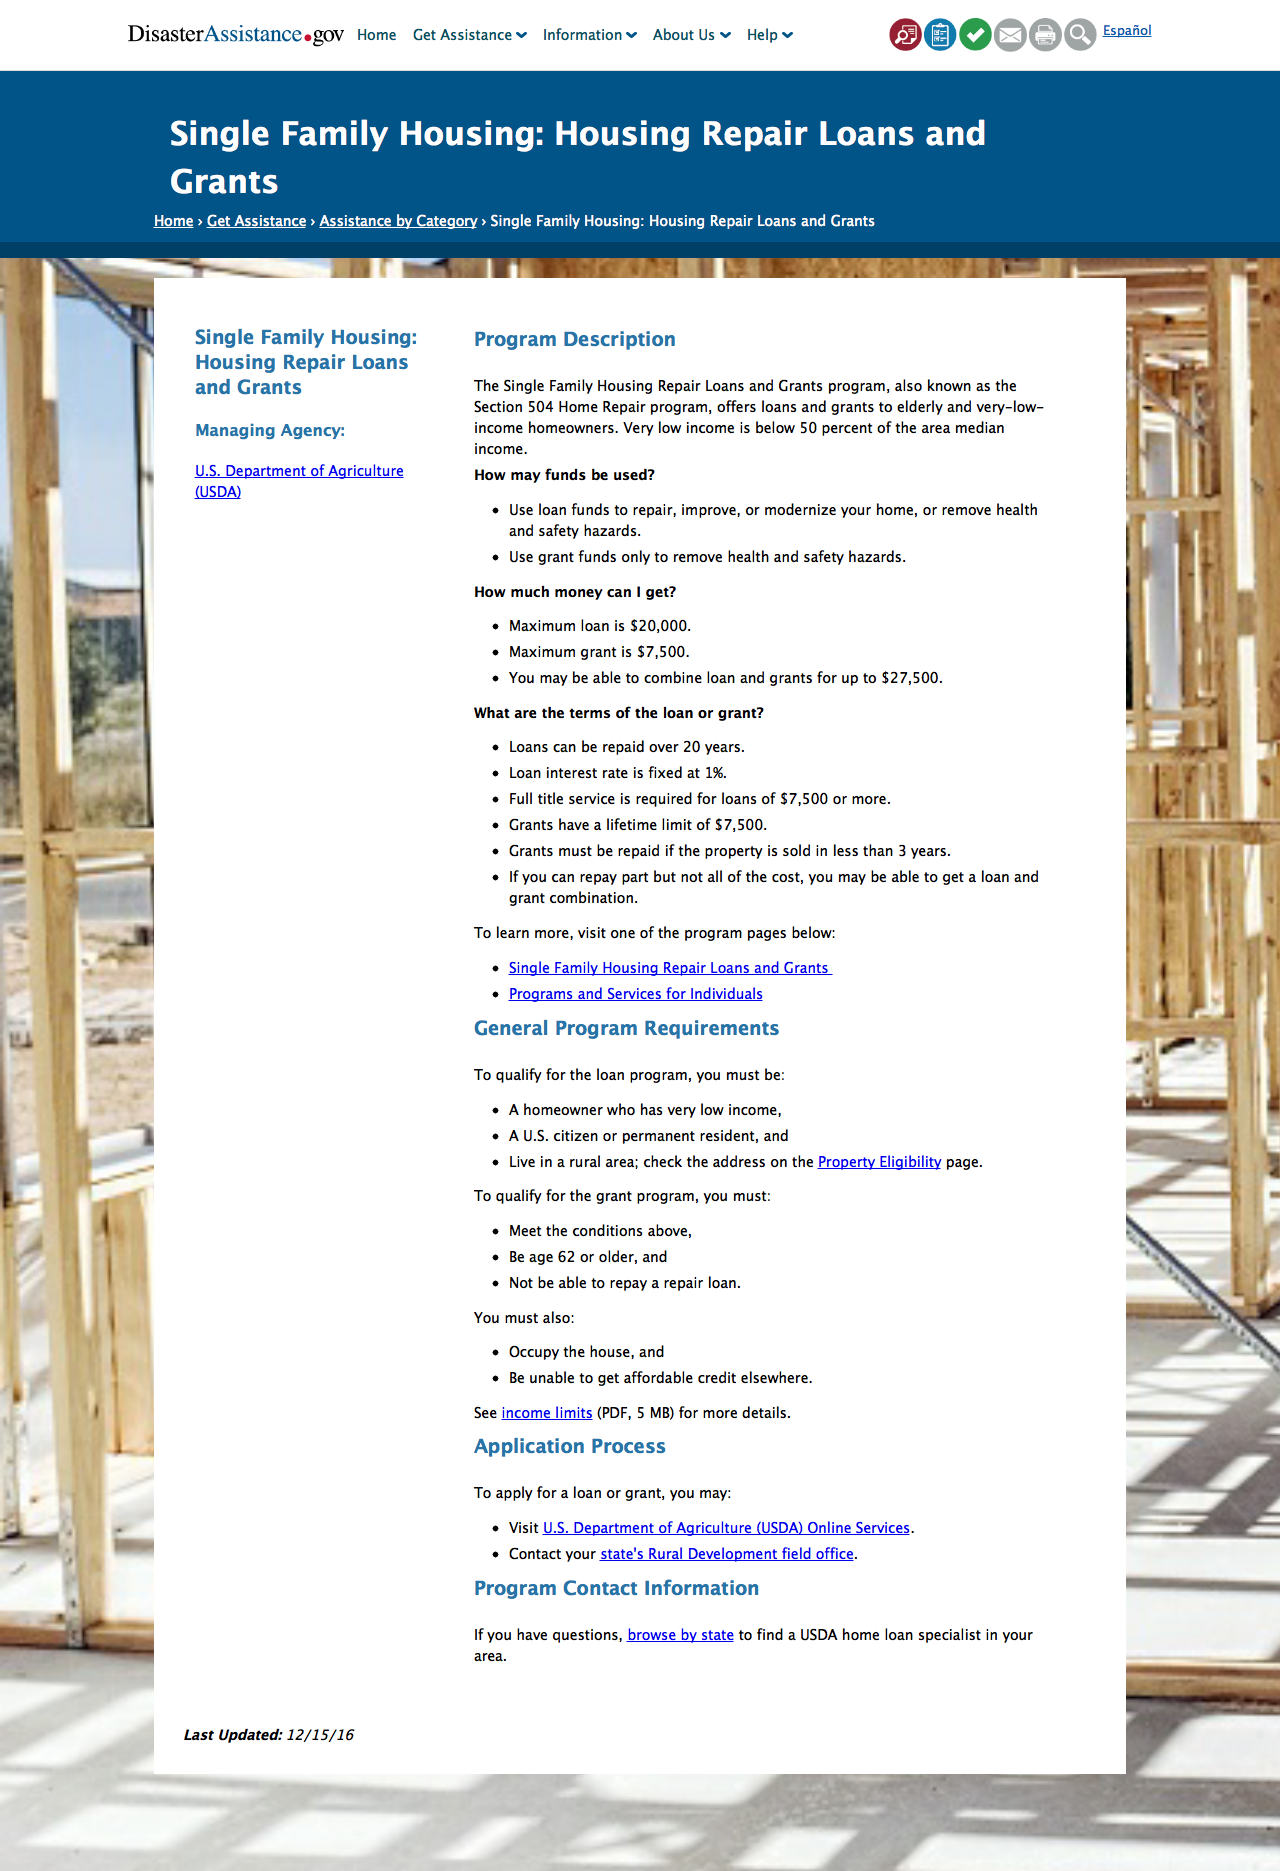 DisasterAssistance.gov Home Get Assistance Information About Us Help Español
Single Family Housing: Housing Repair Loans and
Grants
Home › Get Assistance › Assistance by Category › Single Family Housing: Housing Repair Loans and Grants
Single Family Housing:
Housing Repair Loans
and Grants
Managing Agency:
U.S. Department of Agriculture
(USDA)
Program Description
The Single Family Housing Repair Loans and Grants program, also known as the
Section 504 Home Repair program, offers loans and grants to elderly and very-low-
income homeowners. Very low income is below 50 percent of the area median
income.
How may funds be used?
• Use loan funds to repair, improve, or modernize your home, or remove health
and safety hazards.
• Use grant funds only to remove health and safety hazards.
How much money can I get?
• Maximum loan is $20,000.
• Maximum grant is $7,500.
• You may be able to combine loan and grants for up to $27,500.
What are the terms of the loan or grant?
• Loans can be repaid over 20 years.
• Loan interest rate is fixed at 1%.
• Full title service is required for loans of $7,500 or more.
• Grants have a lifetime limit of $7,500.
• Grants must be repaid if the property is sold in less than 3 years.
• If you can repay part but not all of the cost, you may be able to get a loan and
grant combination.
To learn more, visit one of the program pages below:
• Single Family Housing Repair Loans and Grants
• Programs and Services for Individuals
General Program Requirements
To qualify for the loan program, you must be:
• A homeowner who has very low income,
• A U.S. citizen or permanent resident, and
• Live in a rural area; check the address on the Property Eligibility page.
To qualify for the grant program, you must:
• Meet the conditions above,
• Be age 62 or older, and
• Not be able to repay a repair loan.
You must also:
• Occupy the house, and
• Be unable to get affordable credit elsewhere.
See income limits (PDF, 5 MB) for more details.
Application Process
To apply for a loan or grant, you may:
• Visit U.S. Department of Agriculture (USDA) Online Services.
• Contact your state's Rural Development field office.
Program Contact Information
If you have questions, browse by state to find a USDA home loan specialist in your
area.
Last Updated: 12/15/16